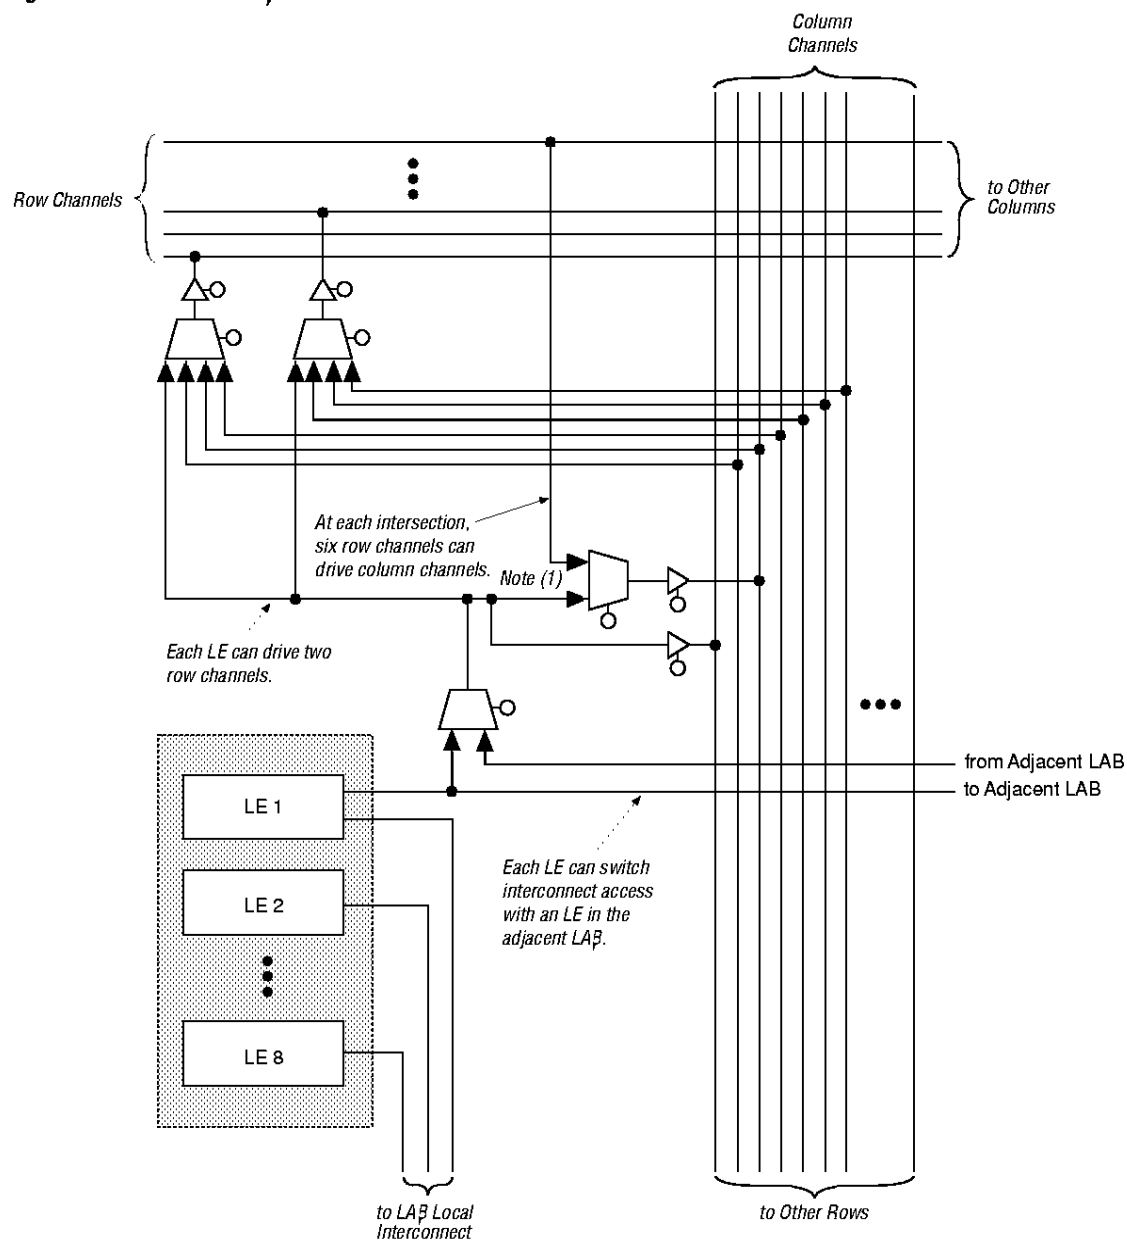 Column
Channels
Row Channels
to Other
Columns
At each intersection,
six row channels can
drive column channels.
Note (1)
Each LE can drive two
row channels.
from Adjacent LAB
to Adjacent LAB
LE 1
Each LE can switch
interconnect access
with an LE in the
adjacent LAB.
LE 2
LE 8
to LAB Local
Interconnect
to Other Rows